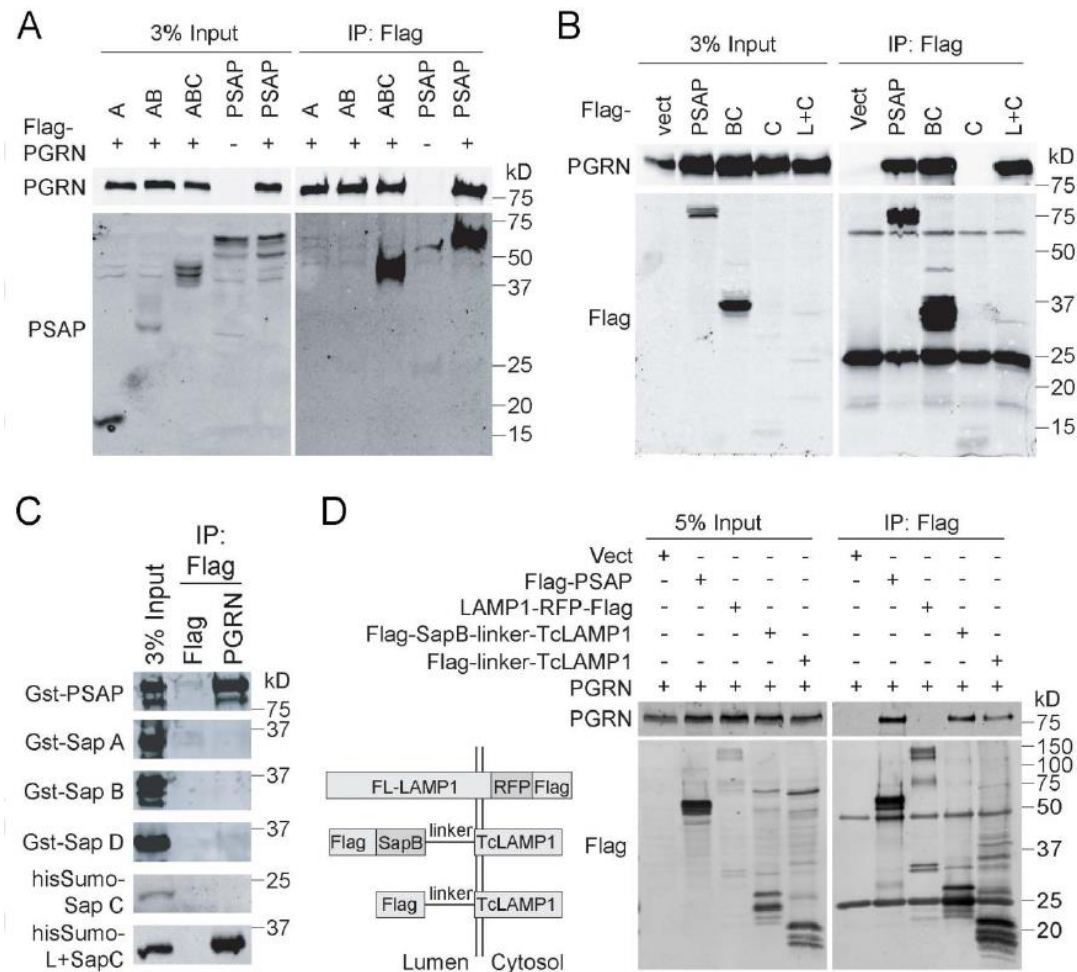 A
3% Input
IP: Flag
A
AB
ABC
PSAP
PSAP
A
AB
ABC
PSAP
PSAP
Flag-
PGRN
+ + + - + + + + - +
kD
PGRN
75
75
PSAP
50
37
25
20
15
B
3% Input
IP: Flag
Flag-
vect
PSAP
BC
C
L+C
Vect
PSAP
BC
C
L+C
kD
PGRN
75
75
Flag
50
37
25
20
15
C
IP:
Flag
3% Input
Flag
PGRN
kD
Gst-PSAP
75
37
Gst-Sap A
37
Gst-Sap B
37
Gst-Sap D
hisSumo-
25
Sap C
hisSumo-
37
L+SapC
D
5% Input
IP: Flag
Vect + - - - - + - - - -
Flag-PSAP - + - - - - + - - -
LAMP1-RFP-Flag - - + - - - - + - -
Flag-SapB-linker-TcLAMP1 - - - + - - - - + -
Flag-linker-TcLAMP1 - - - - + - - - - +
PGRN + + + + + + + + + +
kD
PGRN
75
150
100
75
50
Flag
37
25
20
FL-LAMP1
RFP
Flag
linker
Flag
SapB
TcLAMP1
linker
Flag
TcLAMP1
Lumen
Cytosol